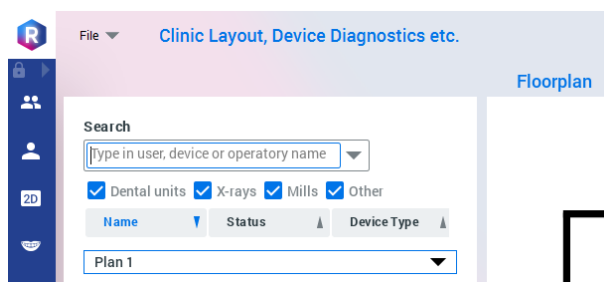 R
File
Clinic Layout, Device Diagnostics etc.
Floorplan
Search
Type in user, device or operatory name
Dental units X-rays Mills Other
2D
Name Status Device Type
Plan 1